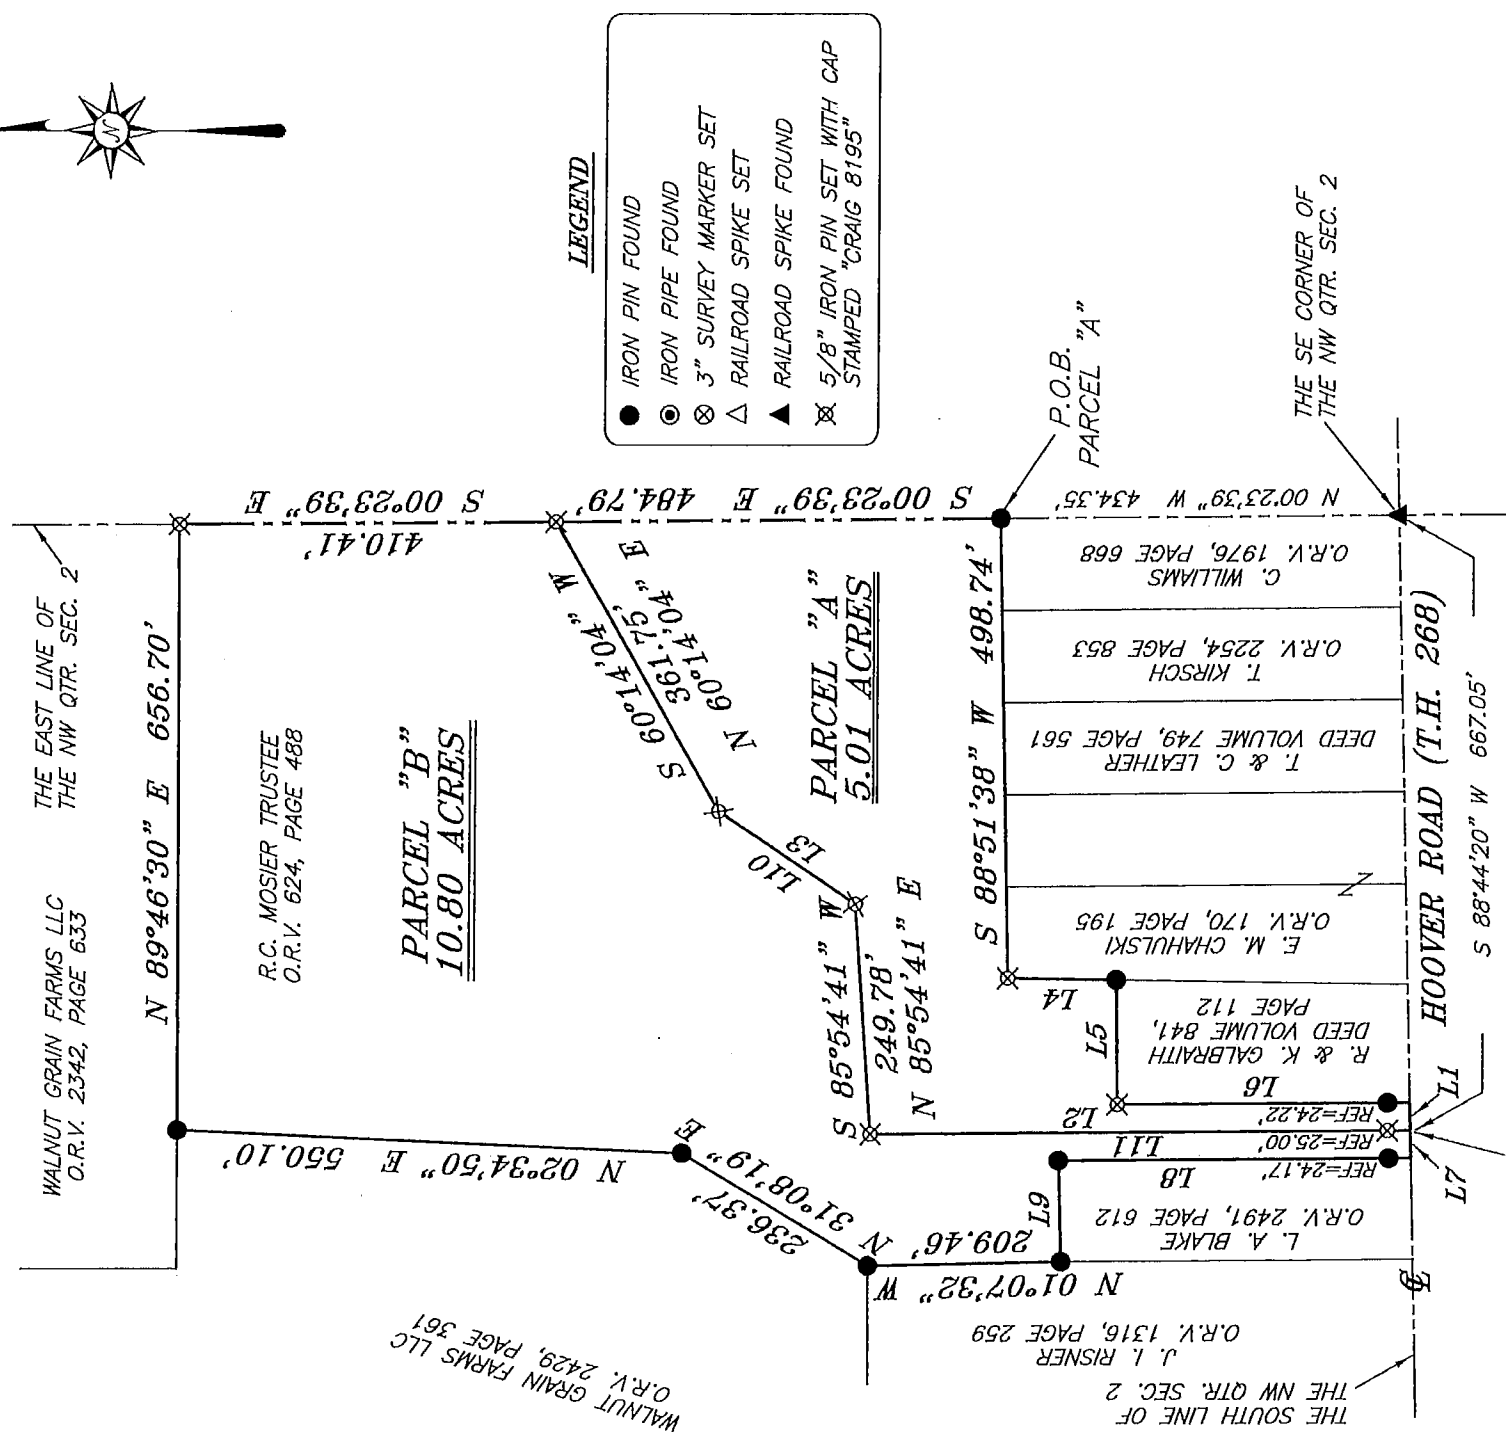 N
LEGEND
IRON PIN FOUND
IRON PIPE FOUND
3" SURVEY MARKER SET
RAILROAD SPIKE SET
RAILROAD SPIKE FOUND
5/8" IRON PIN SET WITH CAP
STAMPED "CRAIG 8195"
THE EAST LINE OF
THE NW QTR. SEC. 2
WALNUT GRAIN FARMS LLC
O.R.V. 2342, PAGE 633
N 89°46'30" E 656.70'
S 00°23'39" E
410.41'
R.C. MOSIER TRUSTEE
O.R.V. 624, PAGE 488
PARCEL "B"
10.80 ACRES
S 60°14'04" W
361.75'
N 60°14'04" E
S 00°23'39" E 484.79'
PARCEL "A"
5.01 ACRES
P.O.B.
PARCEL "A"
THE SE CORNER OF
THE NW QTR. SEC. 2
L10
L3
S 85°54'41" W
249.78'
N 85°54'41" E
S 88°51'38" W 498.74'
N 00°23'39" W 434.35'
C. WILLIAMS
O.R.V. 1976, PAGE 668
T. KIRSCH
O.R.V. 2254, PAGE 853
T. & C. LEATHER
DEED VOLUME 749, PAGE 561
Z
E. M. CHAHULSKI
O.R.V. 170, PAGE 195
L4
L5
R. & K. GALBRAITH
DEED VOLUME 841,
PAGE 112
L6
REF=24.22'
L2
REF=25.00'
L11
REF=24.17'
L8
L9
L. A. BLAKE
O.R.V. 2491, PAGE 612
L1
L7
HOOVER ROAD (T.H. 268)
S 88°44'20" W 667.05'
N 02°34'50" E 550.10'
N 31°08'19" E
236.37'
N 01°07'32" W
209.46'
WALNUT GRAIN FARMS LLC
O.R.V. 2429, PAGE 361
J. I. RISNER
O.R.V. 1316, PAGE 259
THE SOUTH LINE OF
THE NW QTR. SEC. 2